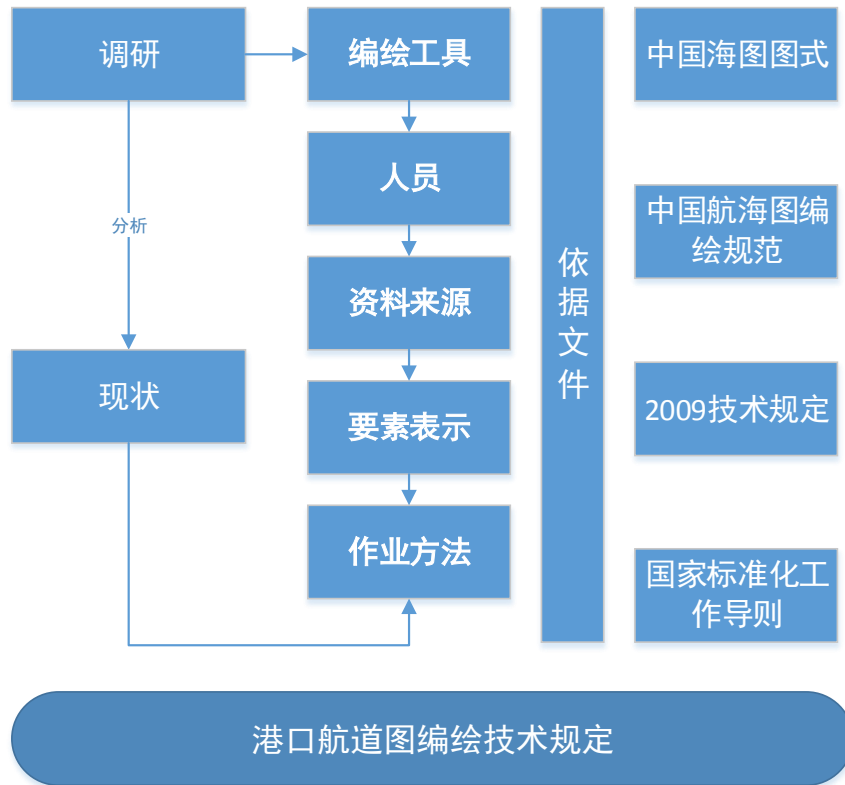 调研
编绘工具
人员
资料来源
要素表示
作业方法
分析
现状
依
据
文
件
中国海图图式
中国航海图编
绘规范
2009技术规定
国家标准化工
作导则
港口航道图编绘技术规定